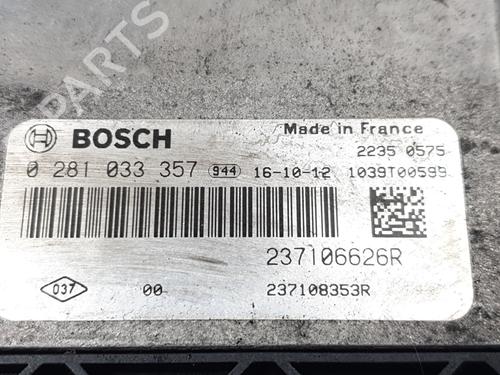 PARTS
BOSCH
Made in France
2235 0575
0 281 033 357 944 16-10-12 1039T00599
237106626R
037 00 237108353R